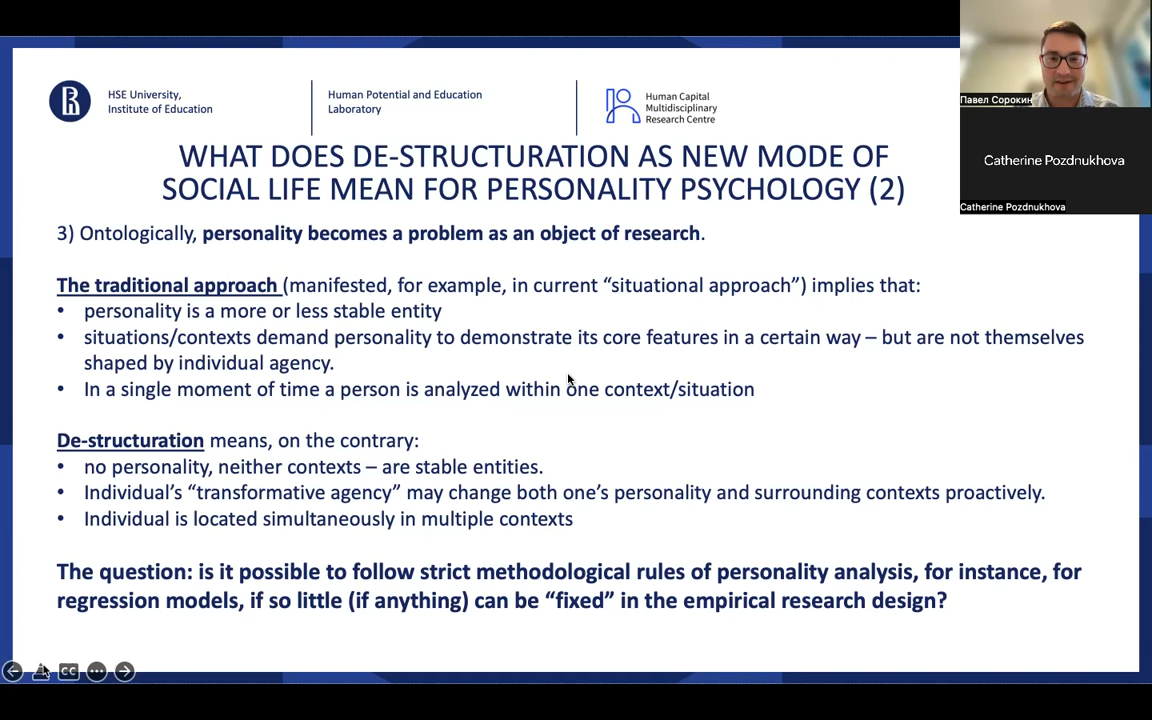 HSE University,
Institute of Education
Human Potential and Education
Laboratory
Human Capital
Multidisciplinary
Research Centre
WHAT DOES DE-STRUCTURATION AS NEW MODE OF
SOCIAL LIFE MEAN FOR PERSONALITY PSYCHOLOGY (2)
3) Ontologically, personality becomes a problem as an object of research.
The traditional approach (manifested, for example, in current “situational approach”) implies that:
• personality is a more or less stable entity
• situations/contexts demand personality to demonstrate its core features in a certain way – but are not themselves
shaped by individual agency.
• In a single moment of time a person is analyzed within one context/situation
De-structuration means, on the contrary:
• no personality, neither contexts – are stable entities.
• Individual’s “transformative agency” may change both one’s personality and surrounding contexts proactively.
• Individual is located simultaneously in multiple contexts
The question: is it possible to follow strict methodological rules of personality analysis, for instance, for
regression models, if so little (if anything) can be “fixed” in the empirical research design?
Павел Сорокин
Catherine Pozdnukhova
Catherine Pozdnukhova
CC